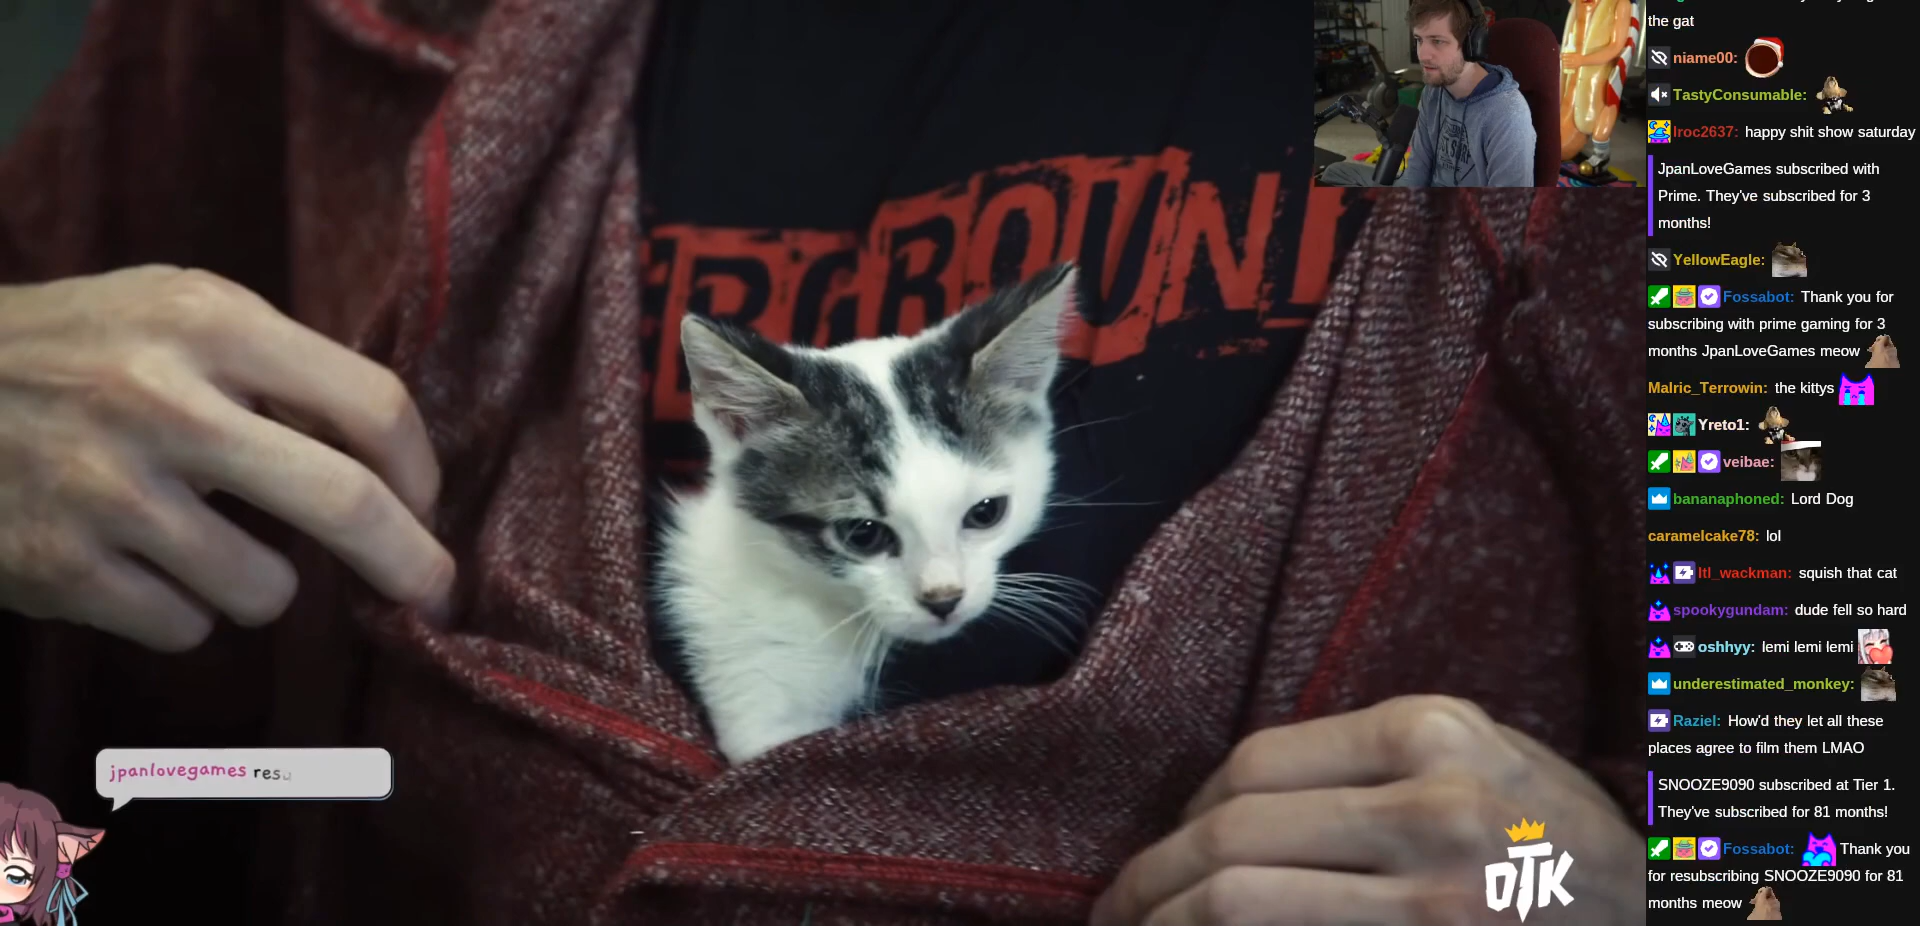 the gat
niame00:
TastyConsumable:
lroc2637: happy shit show saturday
JpanLoveGames subscribed with
Prime. They've subscribed for 3
months!
YellowEagle:
Fossabot: Thank you for
subscribing with prime gaming for 3
months JpanLoveGames meow
Malric_Terrowin: the kittys
Yreto1:
veibae:
bananaphoned: Lord Dog
caramelcake78: lol
ltl_wackman: squish that cat
spookygundam: dude fell so hard
oshhyy: lemi lemi lemi
underestimated_monkey:
Raziel: How'd they let all these
places agree to film them LMAO
SNOOZE9090 subscribed at Tier 1.
They've subscribed for 81 months!
Fossabot: Thank you
for resubscribing SNOOZE9090 for 81
months meow
ERGROUN
jpanlovegames resu
OTK